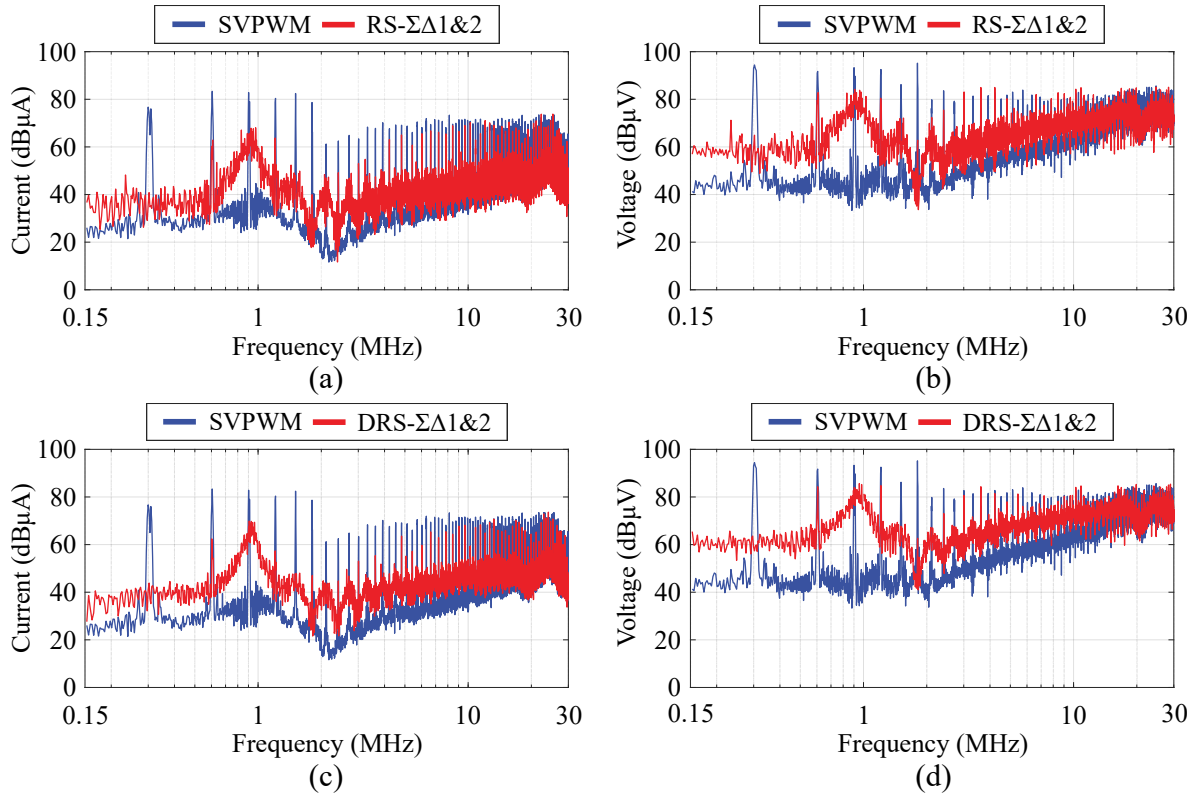 SVPWM RS-ΣΔ1&2
100
80
60
40
20
0
Current (dBµA)
0.15 1 10 30
Frequency (MHz)
(a)
SVPWM RS-ΣΔ1&2
100
80
60
40
20
0
Voltage (dBµV)
0.15 1 10 30
Frequency (MHz)
(b)
SVPWM DRS-ΣΔ1&2
100
80
60
40
20
0
Current (dBµA)
0.15 1 10 30
Frequency (MHz)
(c)
SVPWM DRS-ΣΔ1&2
100
80
60
40
20
0
Voltage (dBµV)
0.15 1 10 30
Frequency (MHz)
(d)